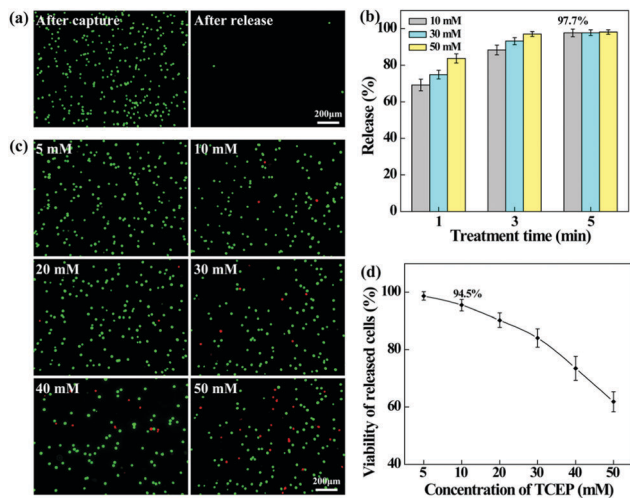 (a)
After capture
After release
200μm
(b)
10 mM
30 mM
50 mM
97.7%
100
80
60
40
20
0
Release (%)
1
3
5
Treatment time (min)
(c)
5 mM
10 mM
20 mM
30 mM
40 mM
50 mM
200μm
(d)
94.5%
100
80
60
40
Viability of released cells (%)
5
10
20
30
40
50
Concentration of TCEP (mM)